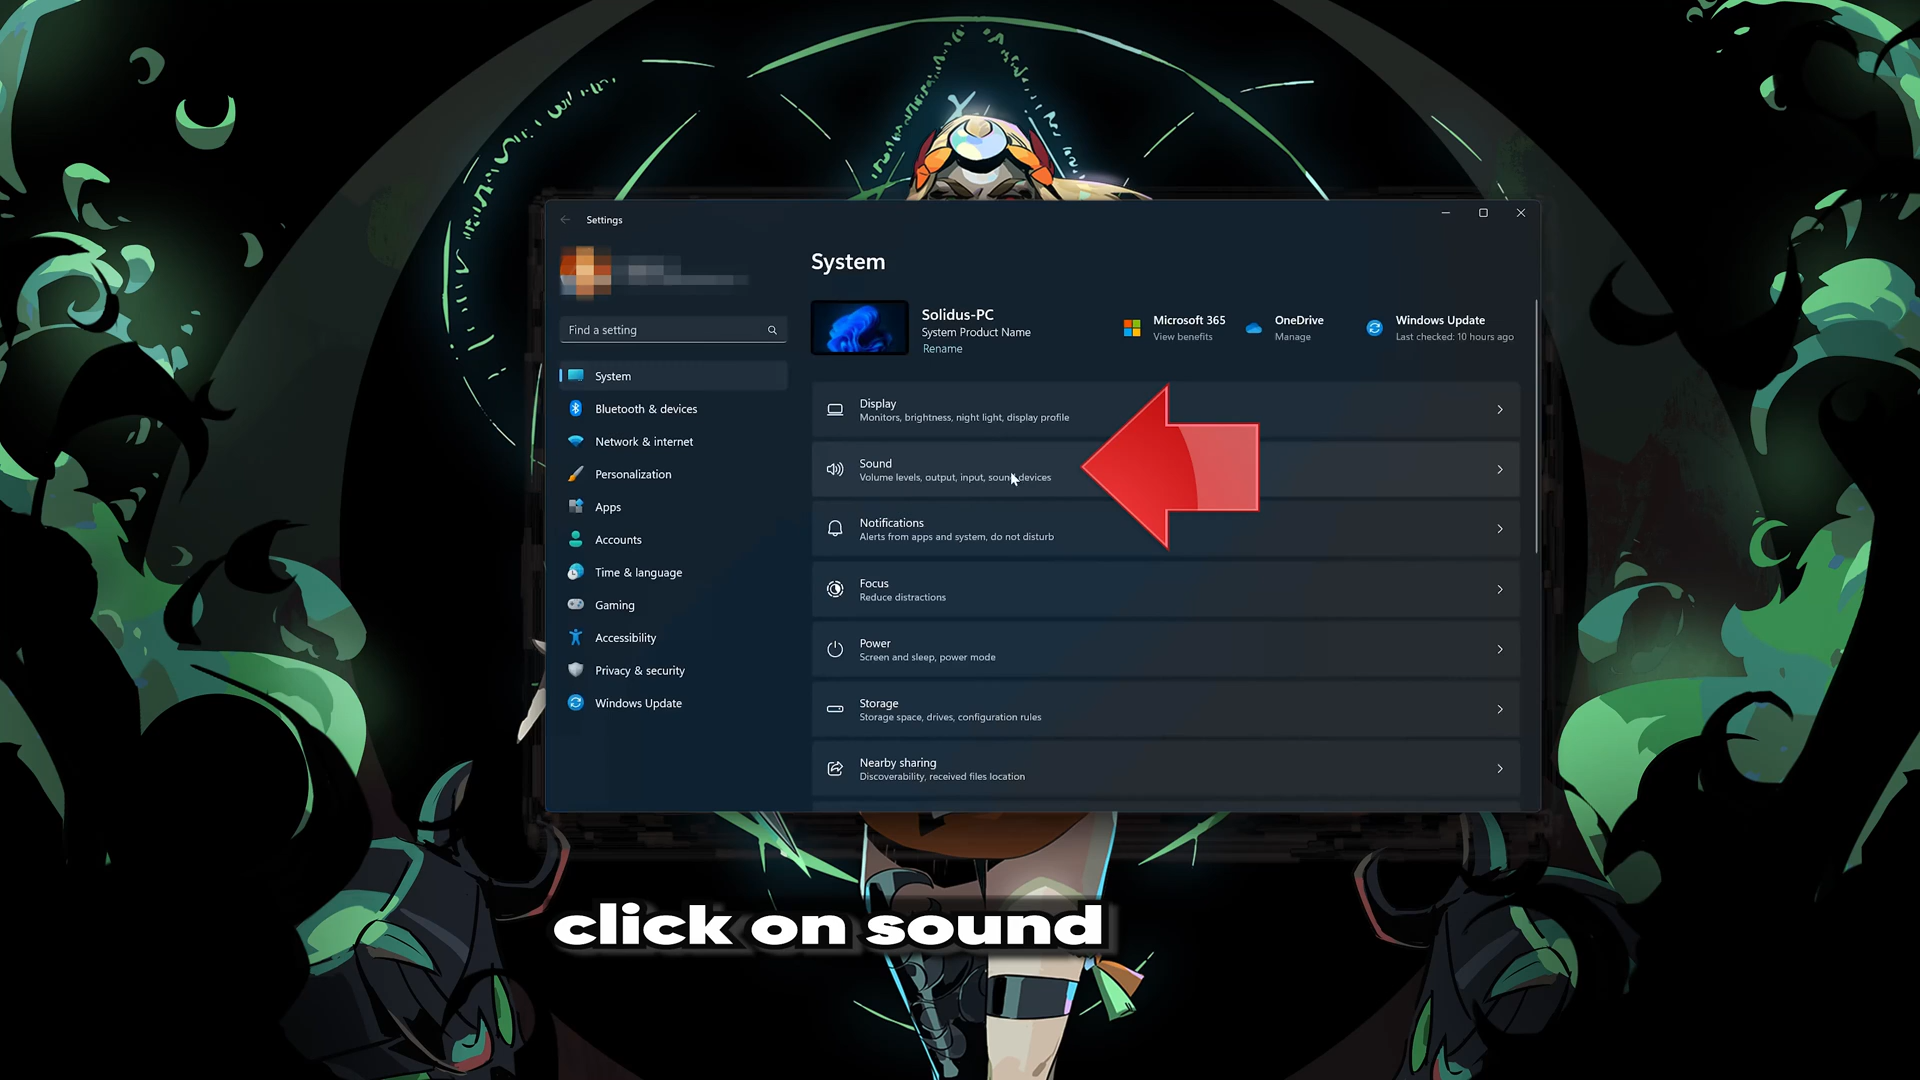 Settings
System
Find a setting
Solidus-PC
System Product Name
Rename
Microsoft 365
View benefits
OneDrive
Manage
Windows Update
Last checked: 10 hours ago
System
Bluetooth & devices
Network & internet
Personalization
Apps
Accounts
Time & language
Gaming
Accessibility
Privacy & security
Windows Update
Display
Monitors, brightness, night light, display profile
Sound
Volume levels, output, input, sound devices
Notifications
Alerts from apps and system, do not disturb
Focus
Reduce distractions
Power
Screen and sleep, power mode
Storage
Storage space, drives, configuration rules
Nearby sharing
Discoverability, received files location
click on sound